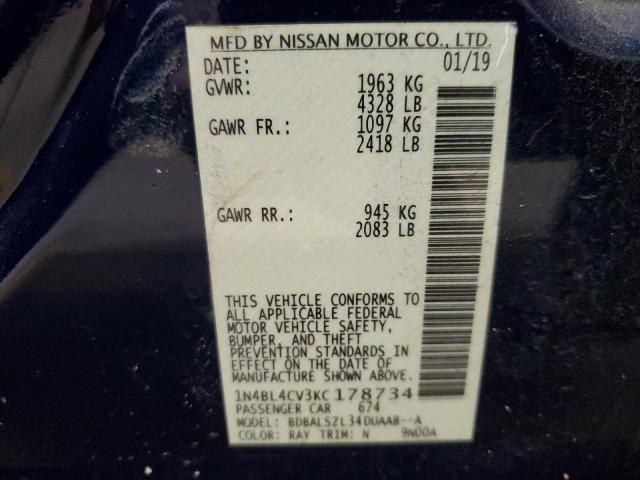 MFD BY NISSAN MOTOR CO., LTD.
DATE: 01/19
GVWR: 1963 KG
4328 LB
GAWR FR.: 1097 KG
2418 LB
GAWR RR.: 945 KG
2083 LB
THIS VEHICLE CONFORMS TO
ALL APPLICABLE FEDERAL
MOTOR VEHICLE SAFETY,
BUMPER, AND THEFT
PREVENTION STANDARDS IN
EFFECT ON THE DATE OF
MANUFACTURE SHOWN ABOVE.
1N4BL4CV3KC178734
PASSENGER CAR 674
MODEL: BDBALSZL34DUAAB--A
COLOR: RAY TRIM: N 9N00A